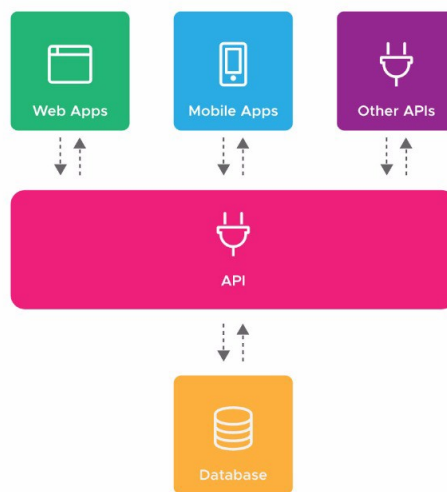 Web Apps
Mobile Apps
Other APIs
API
Database